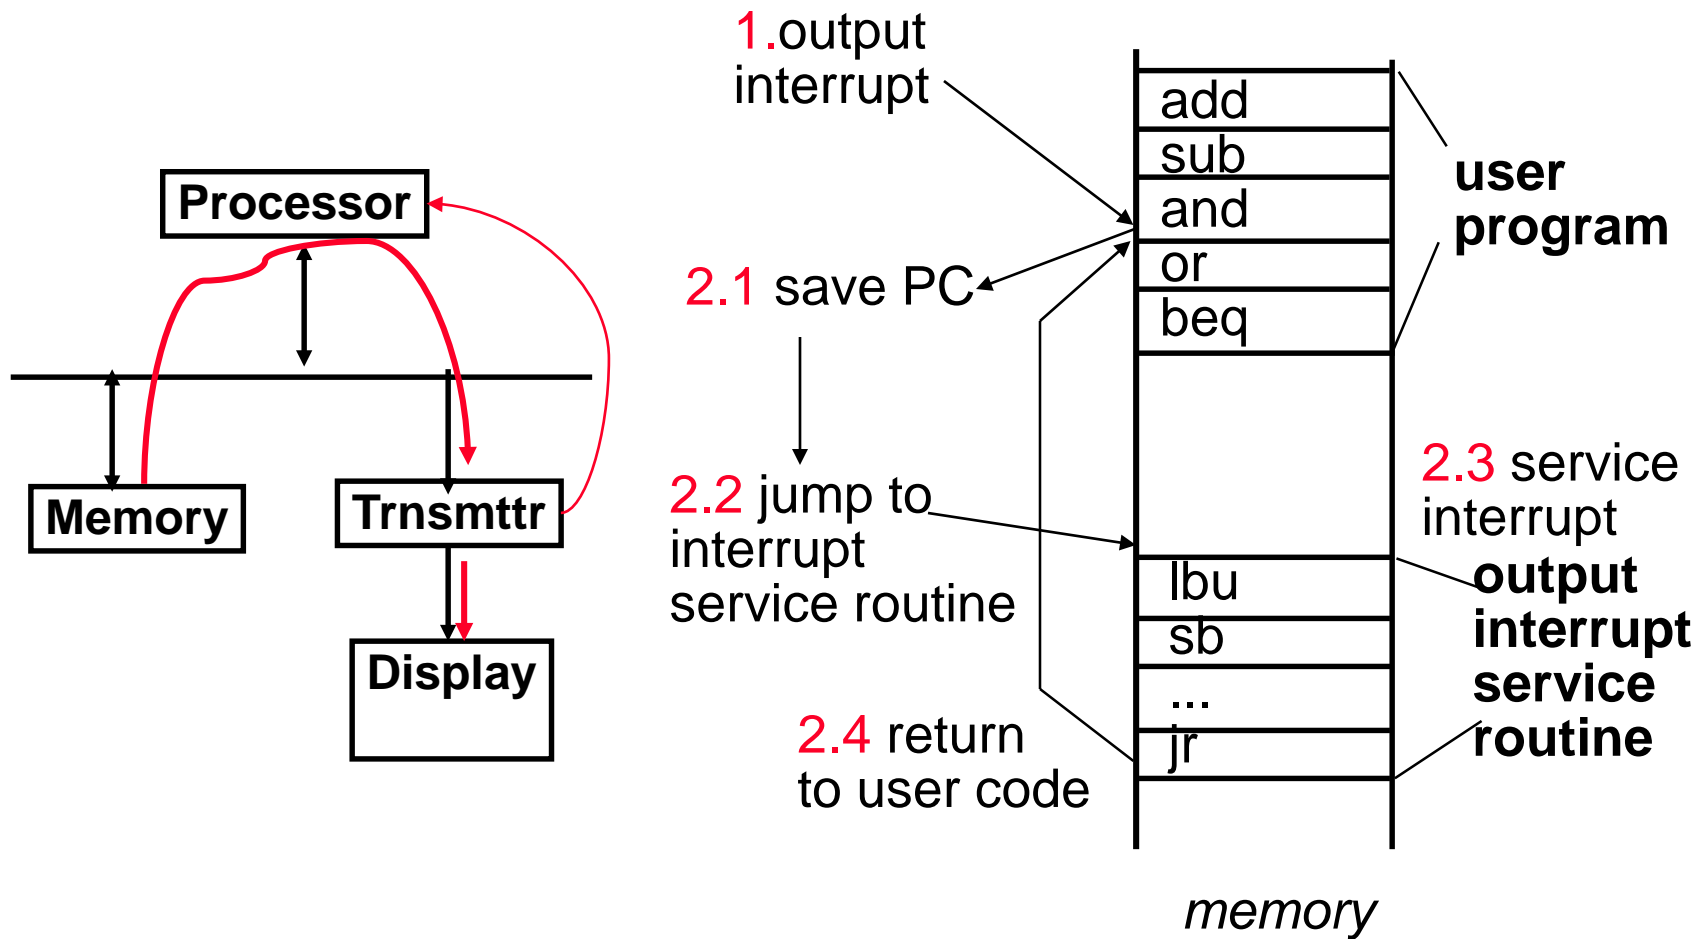 1.output
interrupt
Processor
Memory
Trnsmttr
Display
2.1 save PC
2.2 jump to
interrupt
service routine
2.4 return
to user code
add
sub
and
or
beq
user
program
2.3 service
interrupt
lbu
sb
...
jr
output
interrupt
service
routine
memory